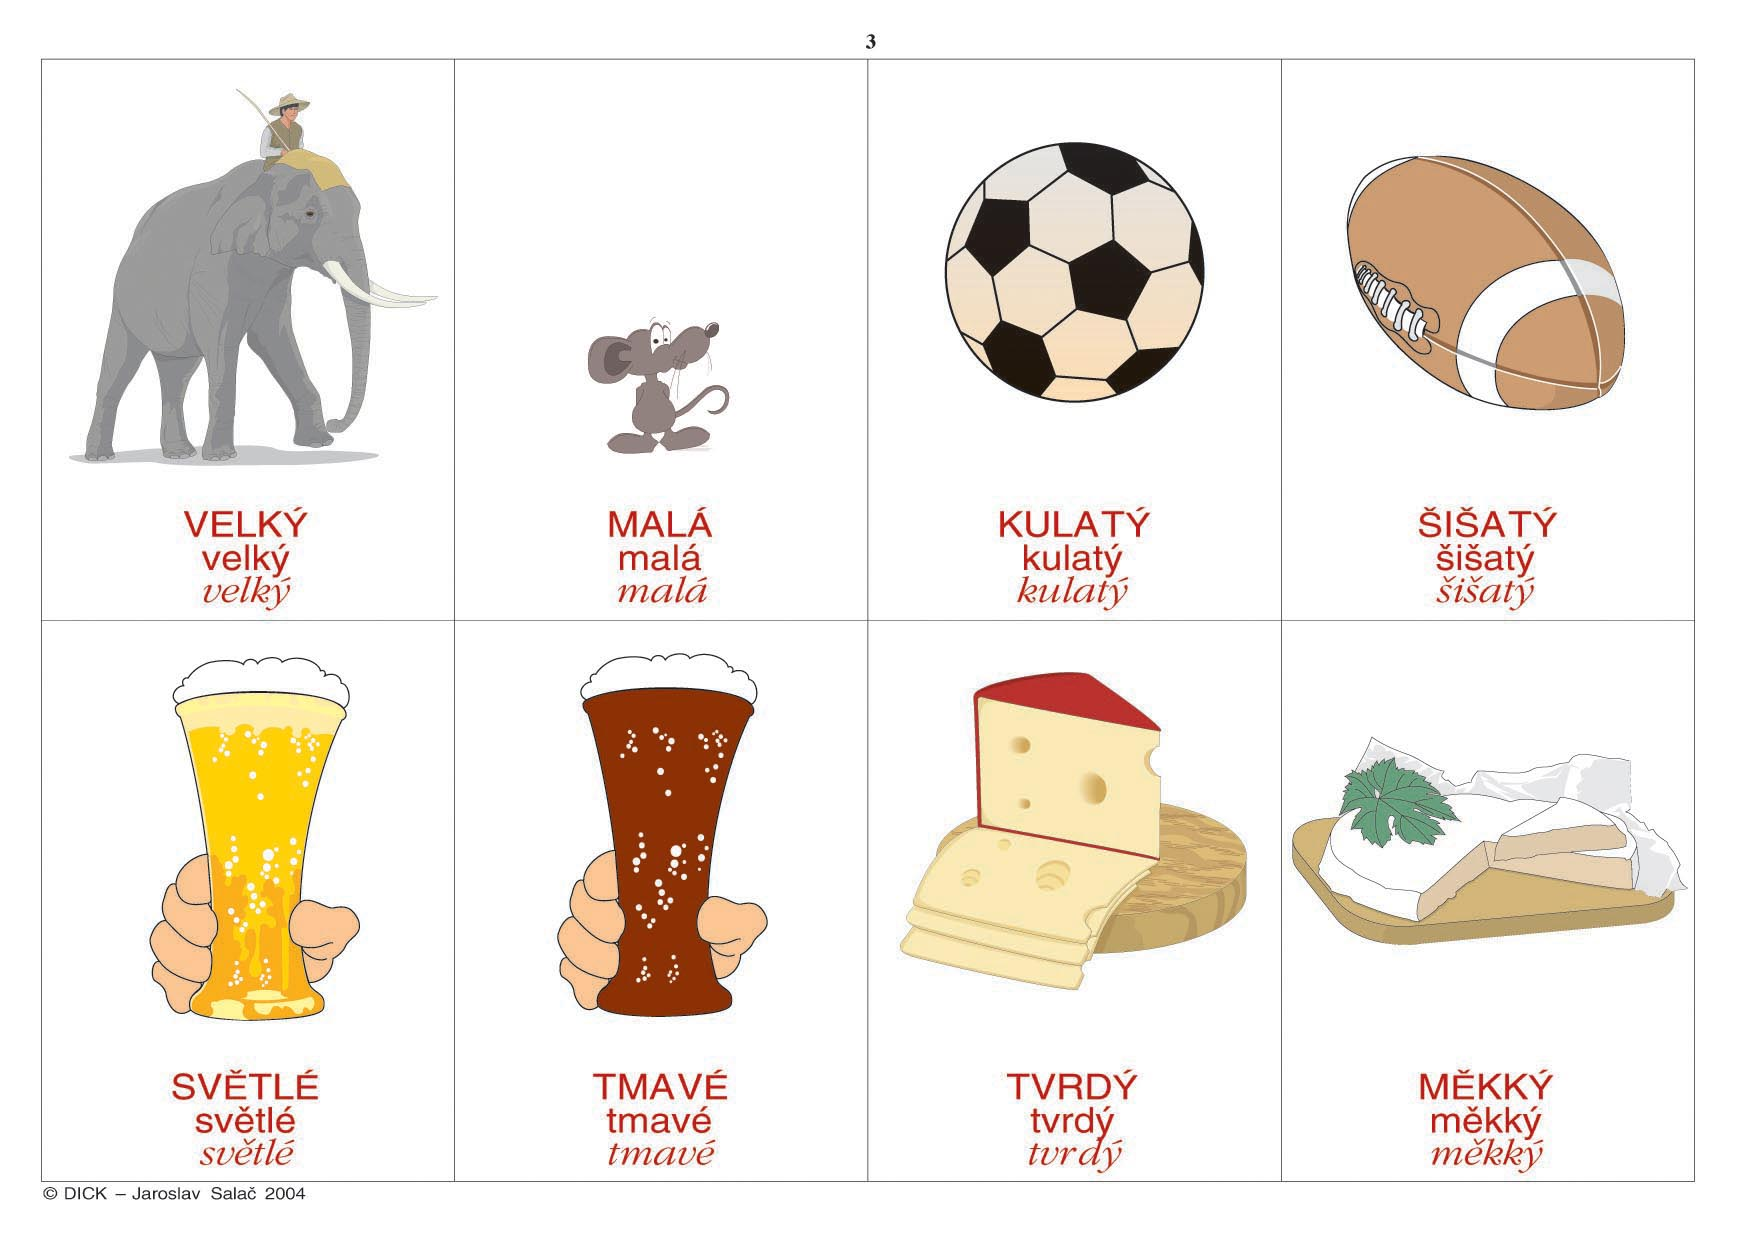 3
VELKÝ
velký
velký
MALÁ
malá
malá
KULATÝ
kulatý
kulatý
ŠIŠATÝ
šišatý
šišatý
SVĚTLÉ
světlé
světlé
TMAVÉ
tmavé
tmavé
TVRDÝ
tvrdý
tvrdý
MĚKKÝ
měkký
měkký
© DICK – Jaroslav Salač 2004